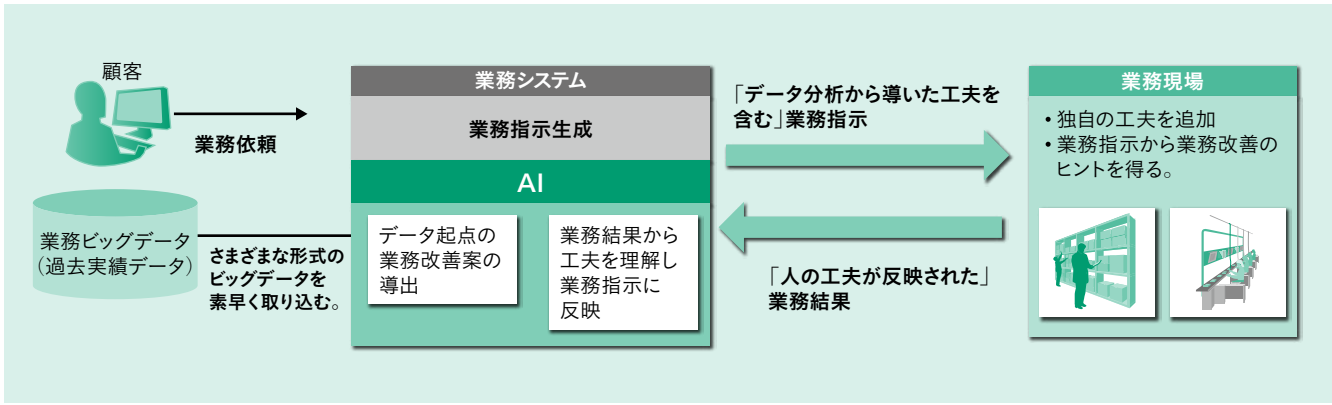 顧客
業務依頼
業務ビッグデータ
（過去実績データ）
さまざまな形式の
ビッグデータを
素早く取り込む。
業務システム
業務指示生成
AI
データ起点の
業務改善案の
導出
業務結果から
工夫を理解し
業務指示に
反映
「データ分析から導いた工夫を
含む」業務指示
「人の工夫が反映された」
業務結果
業務現場
・独自の工夫を追加
・業務指示から業務改善の
ヒントを得る。